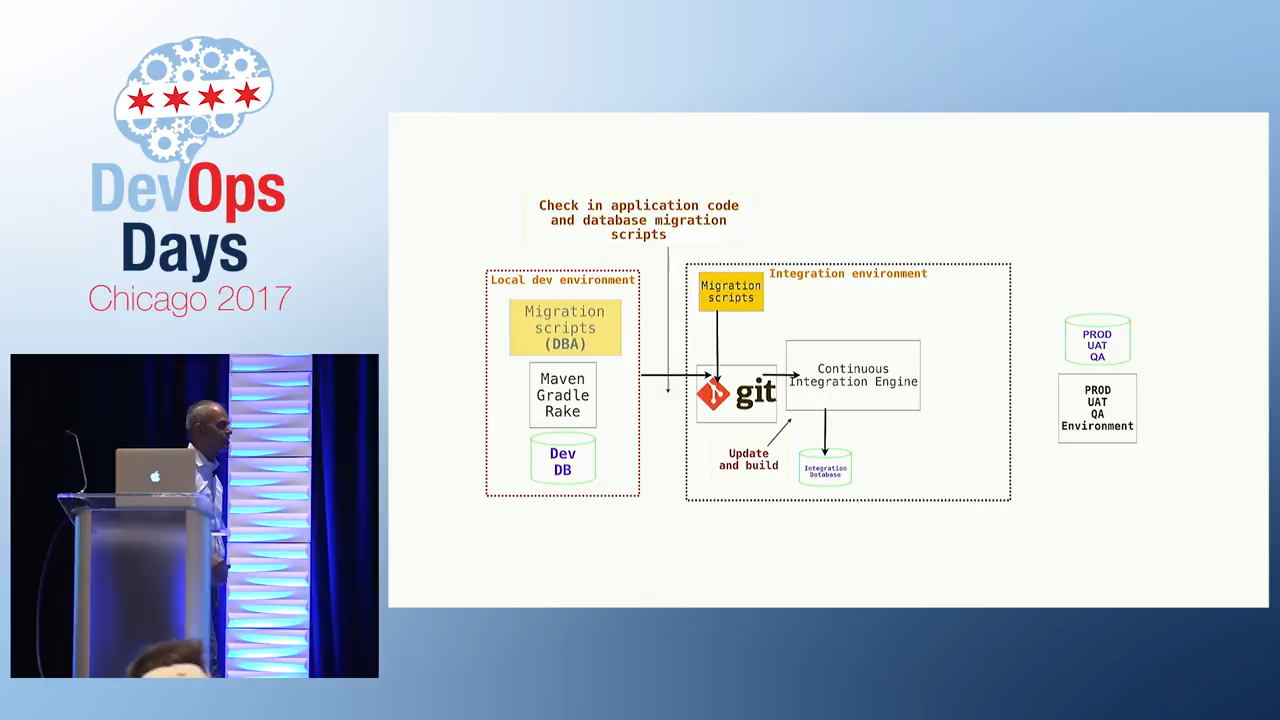 DevOps
Days
Chicago 2017
Check in application code
and database migration
scripts
Local dev environment
Migration
scripts
(DBA)
Maven
Gradle
Rake
Dev
DB
Integration environment
Migration
scripts
git
Continuous
Integration Engine
Update
and build
Integration
Database
PROD
UAT
QA
PROD
UAT
QA
Environment